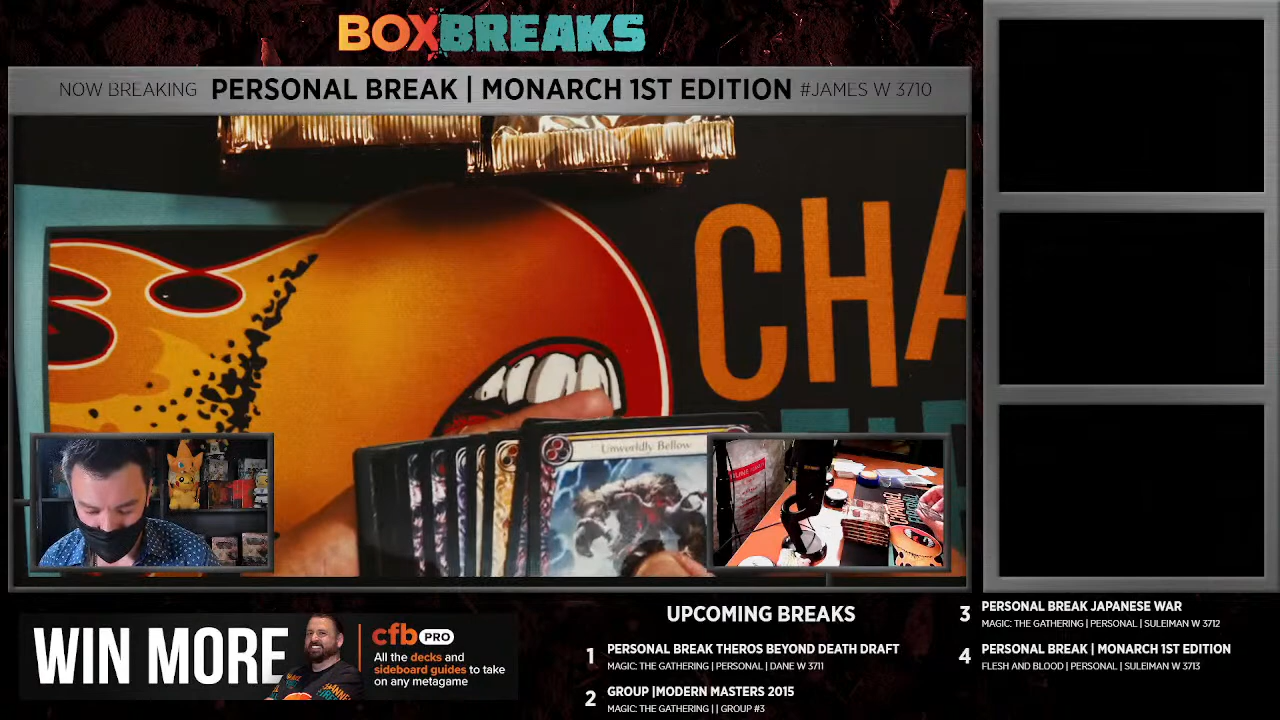 BOXBREAKS
NOW BREAKING PERSONAL BREAK | MONARCH 1ST EDITION #JAMES W 3710
CHA
Unworldly Bellow
CHANNEL
WIN MORE
cfb PRO
All the decks and
sideboard guides to take
on any metagame
UPCOMING BREAKS
1 PERSONAL BREAK THEROS BEYOND DEATH DRAFT
MAGIC: THE GATHERING | PERSONAL | DANE W 3711
2 GROUP |MODERN MASTERS 2015
MAGIC: THE GATHERING | | GROUP #3
3 PERSONAL BREAK JAPANESE WAR
MAGIC: THE GATHERING | PERSONAL | SULEIMAN W 3712
4 PERSONAL BREAK | MONARCH 1ST EDITION
FLESH AND BLOOD | PERSONAL | SULEIMAN W 3713